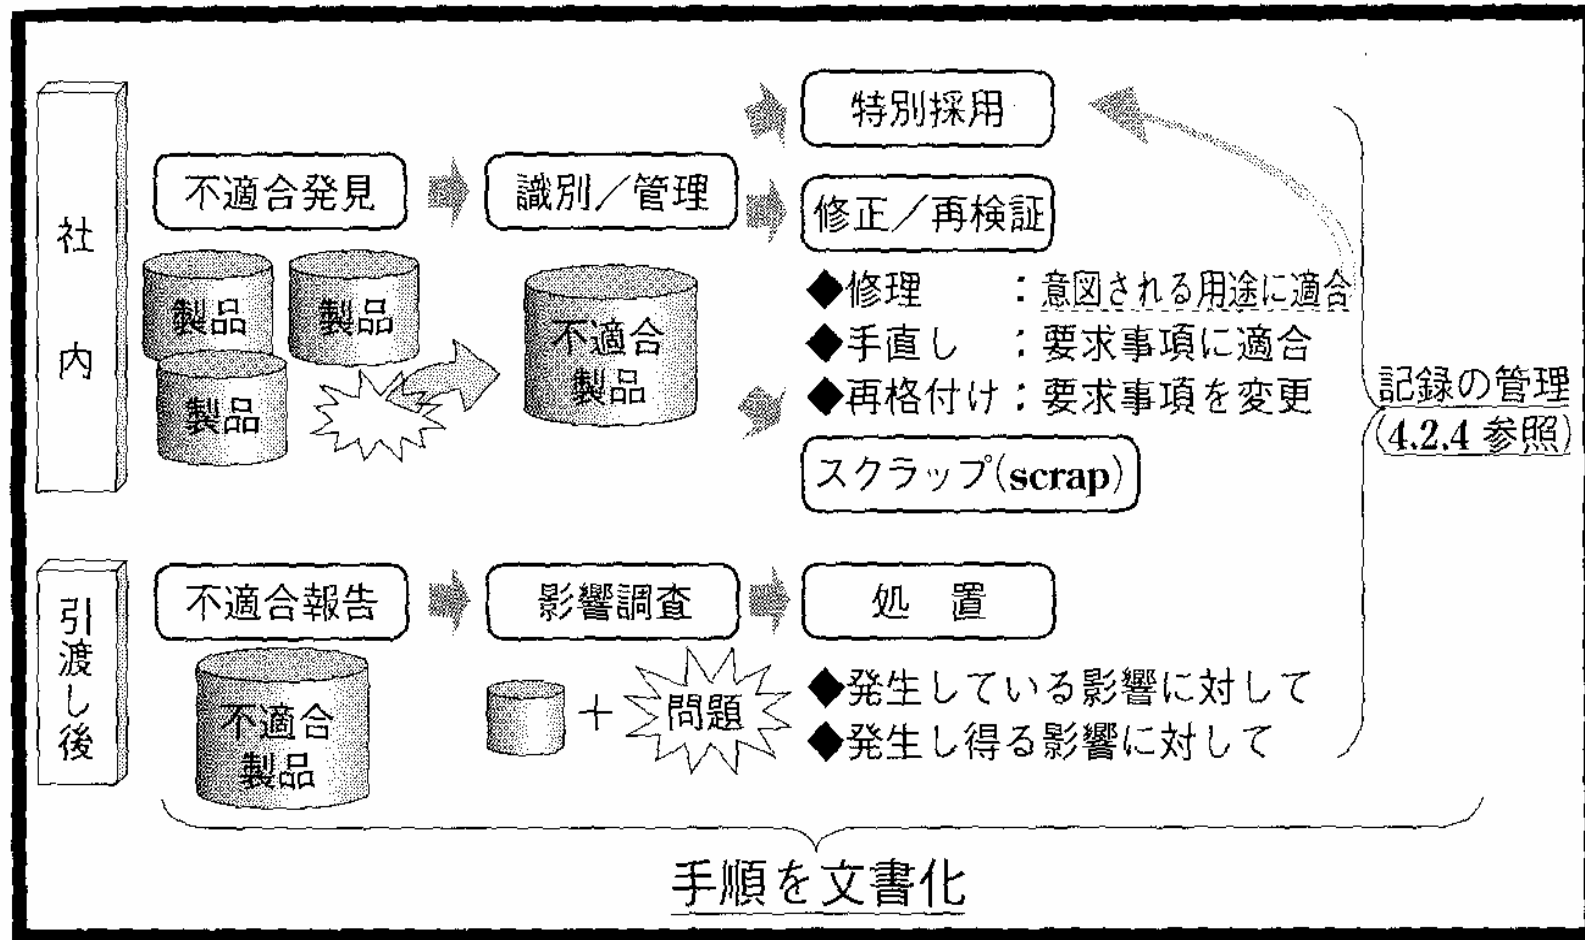 社内
不適合発見
識別／管理
特別採用
修正／再検証
◆修理　：意図される用途に適合
◆手直し　：要求事項に適合
◆再格付け：要求事項を変更
スクラップ(scrap)
製品
製品
製品
不適合
製品
記録の管理
(4.2.4 参照)
引渡し後
不適合報告
影響調査
処　置
不適合
製品
＋
問題
◆発生している影響に対して
◆発生し得る影響に対して
手順を文書化